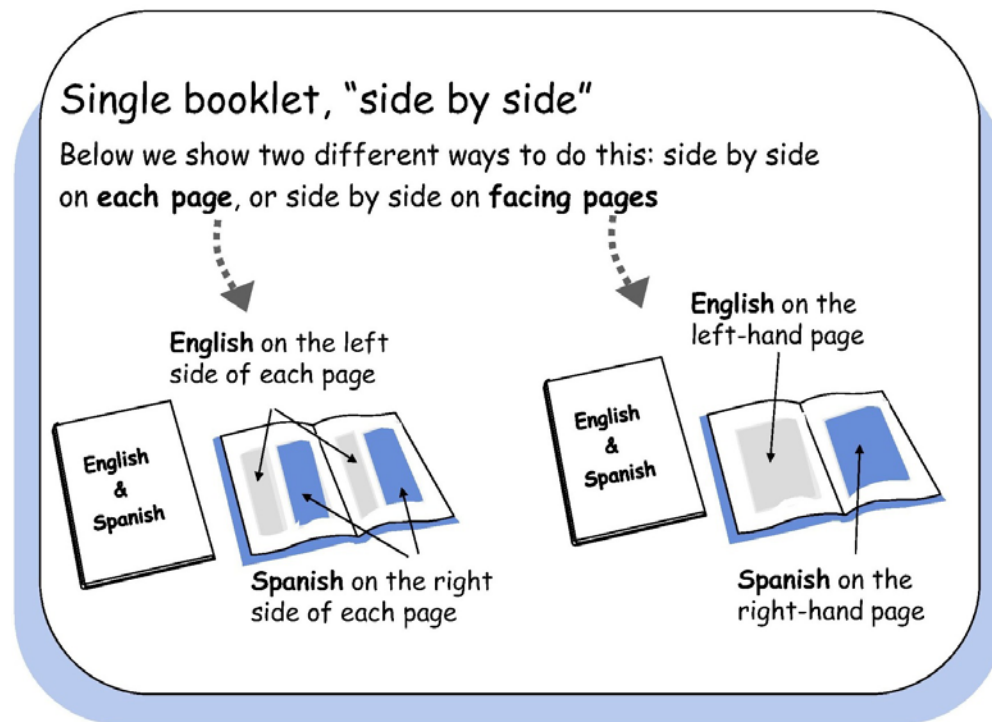 Single booklet, “side by side”
Below we show two different ways to do this: side by side
on each page, or side by side on facing pages
English on the left
side of each page
English
&
Spanish
Spanish on the right
side of each page
English on the
left-hand page
English
&
Spanish
Spanish on the
right-hand page